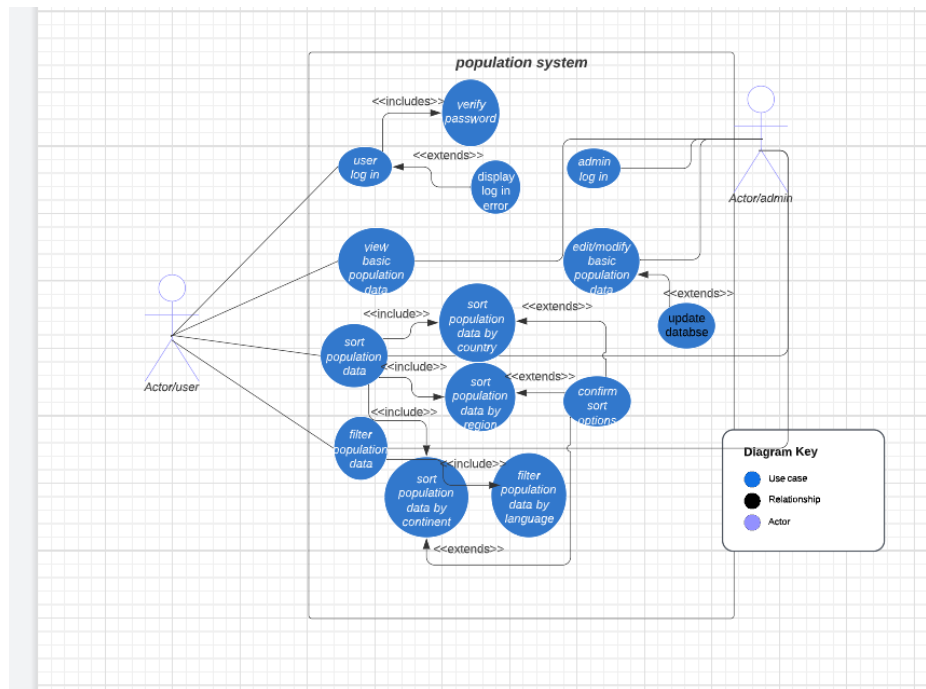 population system
<<includes>>
verify
password
user
log in
<<extends>>
display
log in
error
admin
log in
Actor/admin
view
basic
population
data
edit/modify
basic
population
data
<<extends>>
update
databse
Actor/user
<<include>>
sort
population
data by
country
<<extends>>
sort
population
data
<<include>>
sort
population
data by
region
<<extends>>
confirm
sort
options
<<include>>
filter
population
data
<<include>>
sort
population
data by
continent
filter
population
data by
language
<<extends>>
Diagram Key
Use case
Relationship
Actor